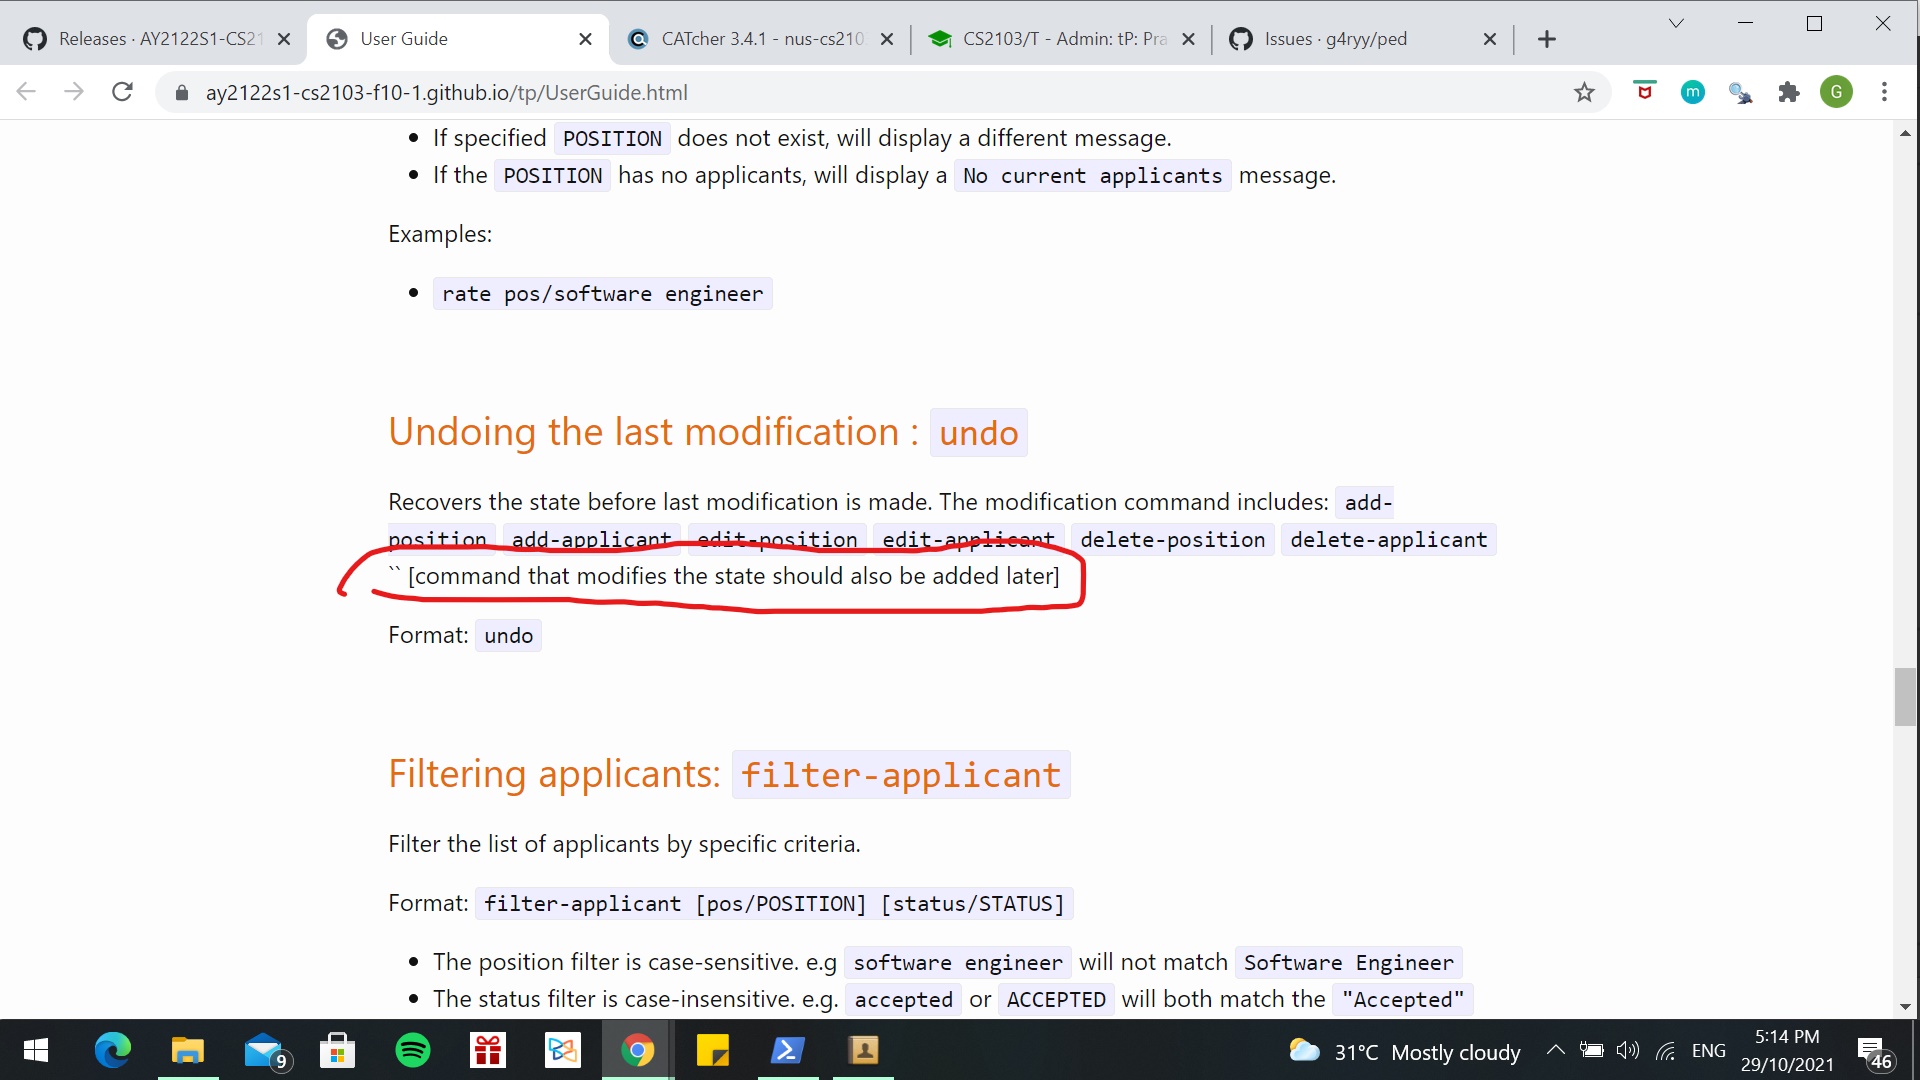 Releases · AY2122S1-CS21
User Guide
CATcher 3.4.1 - nus-cs210
CS2103/T - Admin: tP: Pra
Issues · g4ryy/ped
ay2122s1-cs2103-f10-1.github.io/tp/UserGuide.html
m
G
If specified POSITION does not exist, will display a different message.
If the POSITION has no applicants, will display a No current applicants message.
Examples:
rate pos/software engineer
Undoing the last modification : undo
Recovers the state before last modification is made. The modification command includes: add-
position add-applicant edit-position edit-applicant delete-position delete-applicant
`` [command that modifies the state should also be added later]
Format: undo
Filtering applicants: filter-applicant
Filter the list of applicants by specific criteria.
Format: filter-applicant [pos/POSITION] [status/STATUS]
The position filter is case-sensitive. e.g software engineer will not match Software Engineer
The status filter is case-insensitive. e.g. accepted or ACCEPTED will both match the "Accepted"
9
31°C Mostly cloudy
ENG
5:14 PM
29/10/2021
46